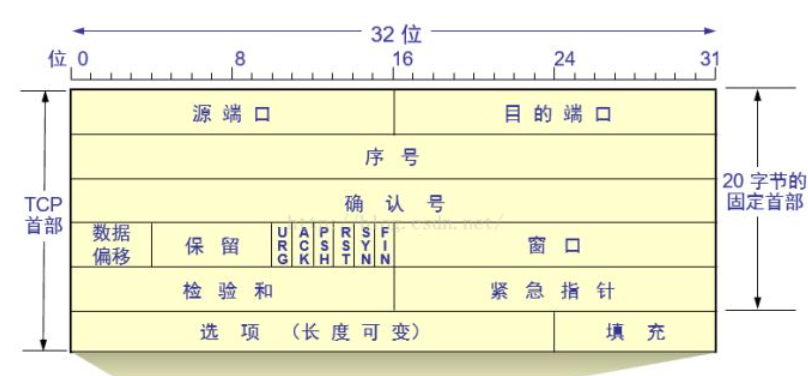 32 位
位 0 8 16 24 31
源端口 目的端口
序号
确认号
TCP
首部
20 字节的
固定首部
http://blog.csdn.net/
数据
偏移
保留
URG ACK PSH RST SYN FIN
窗口
检验和 紧急指针
选项 (长度可变) 填充